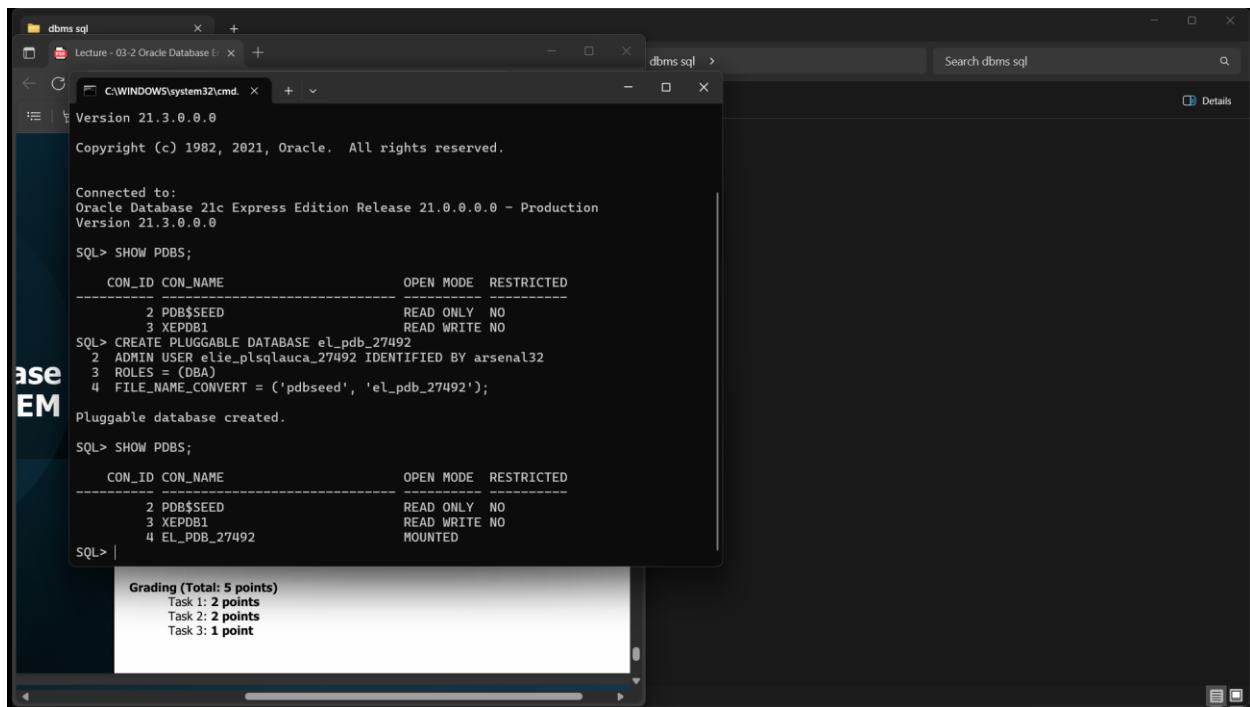 dbms sql
Lecture - 03-2 Oracle Database E
dbms sql
Search dbms sql
C:\WINDOWS\system32\cmd.
Details
Version 21.3.0.0.0
Copyright (c) 1982, 2021, Oracle.  All rights reserved.
Connected to:
Oracle Database 21c Express Edition Release 21.0.0.0.0 - Production
Version 21.3.0.0.0
SQL> SHOW PDBS;
    CON_ID CON_NAME                       OPEN MODE  RESTRICTED
---------- ------------------------------ ---------- ----------
         2 PDB$SEED                       READ ONLY  NO
         3 XEPDB1                         READ WRITE NO
SQL> CREATE PLUGGABLE DATABASE el_pdb_27492
  2  ADMIN USER elie_plsqlauca_27492 IDENTIFIED BY arsenal32
  3  ROLES = (DBA)
  4  FILE_NAME_CONVERT = ('pdbseed', 'el_pdb_27492');
Pluggable database created.
SQL> SHOW PDBS;
    CON_ID CON_NAME                       OPEN MODE  RESTRICTED
---------- ------------------------------ ---------- ----------
         2 PDB$SEED                       READ ONLY  NO
         3 XEPDB1                         READ WRITE NO
         4 EL_PDB_27492                   MOUNTED
SQL>
ase
EM
Grading (Total: 5 points)
Task 1: 2 points
Task 2: 2 points
Task 3: 1 point